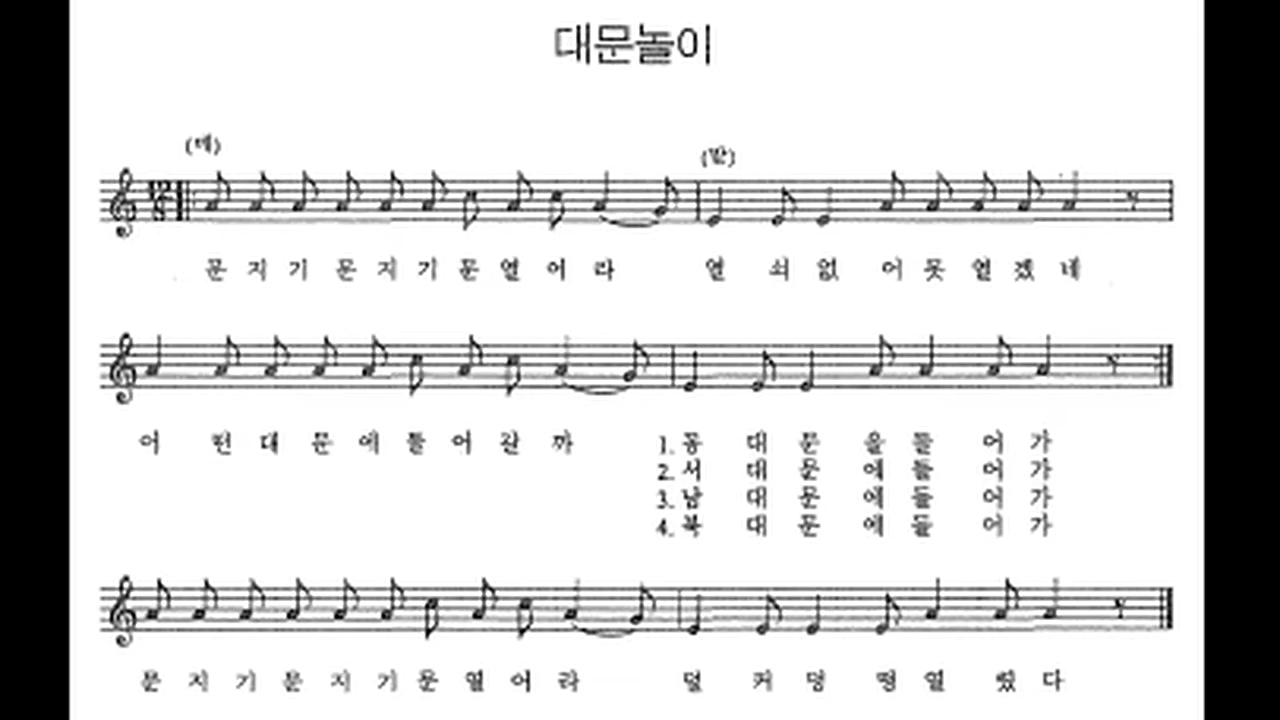 대문놀이
(메) (받)
12
8
문 지 기 문 지 기 문 열 어 라 열 쇠 없 어 못 열 겠 네
어 떤 대 문 에 들 어 갈 까 1. 동 대 문 을 들 어 가
2. 서 대 문 에 들 어 가
3. 남 대 문 에 들 어 가
4. 북 대 문 에 들 어 가
문 지 기 문 지 기 문 열 어 라 덜 커 덩 떵 열 렸 다